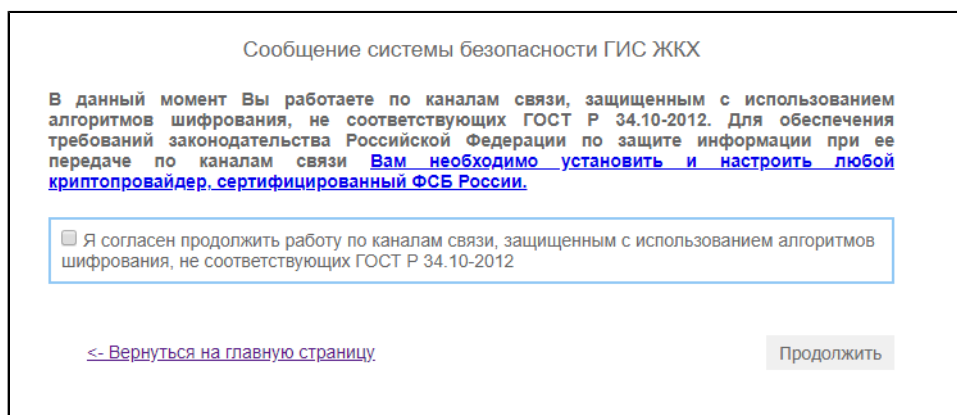 Сообщение системы безопасности ГИС ЖКХ
В данный момент Вы работаете по каналам связи, защищенным с использованием
алгоритмов шифрования, не соответствующих ГОСТ Р 34.10-2012. Для обеспечения
требований законодательства Российской Федерации по защите информации при ее
передаче по каналам связи Вам необходимо установить и настроить любой
криптопровайдер, сертифицированный ФСБ России.
Я согласен продолжить работу по каналам связи, защищенным с использованием алгоритмов
шифрования, не соответствующих ГОСТ Р 34.10-2012
<- Вернуться на главную страницу
Продолжить